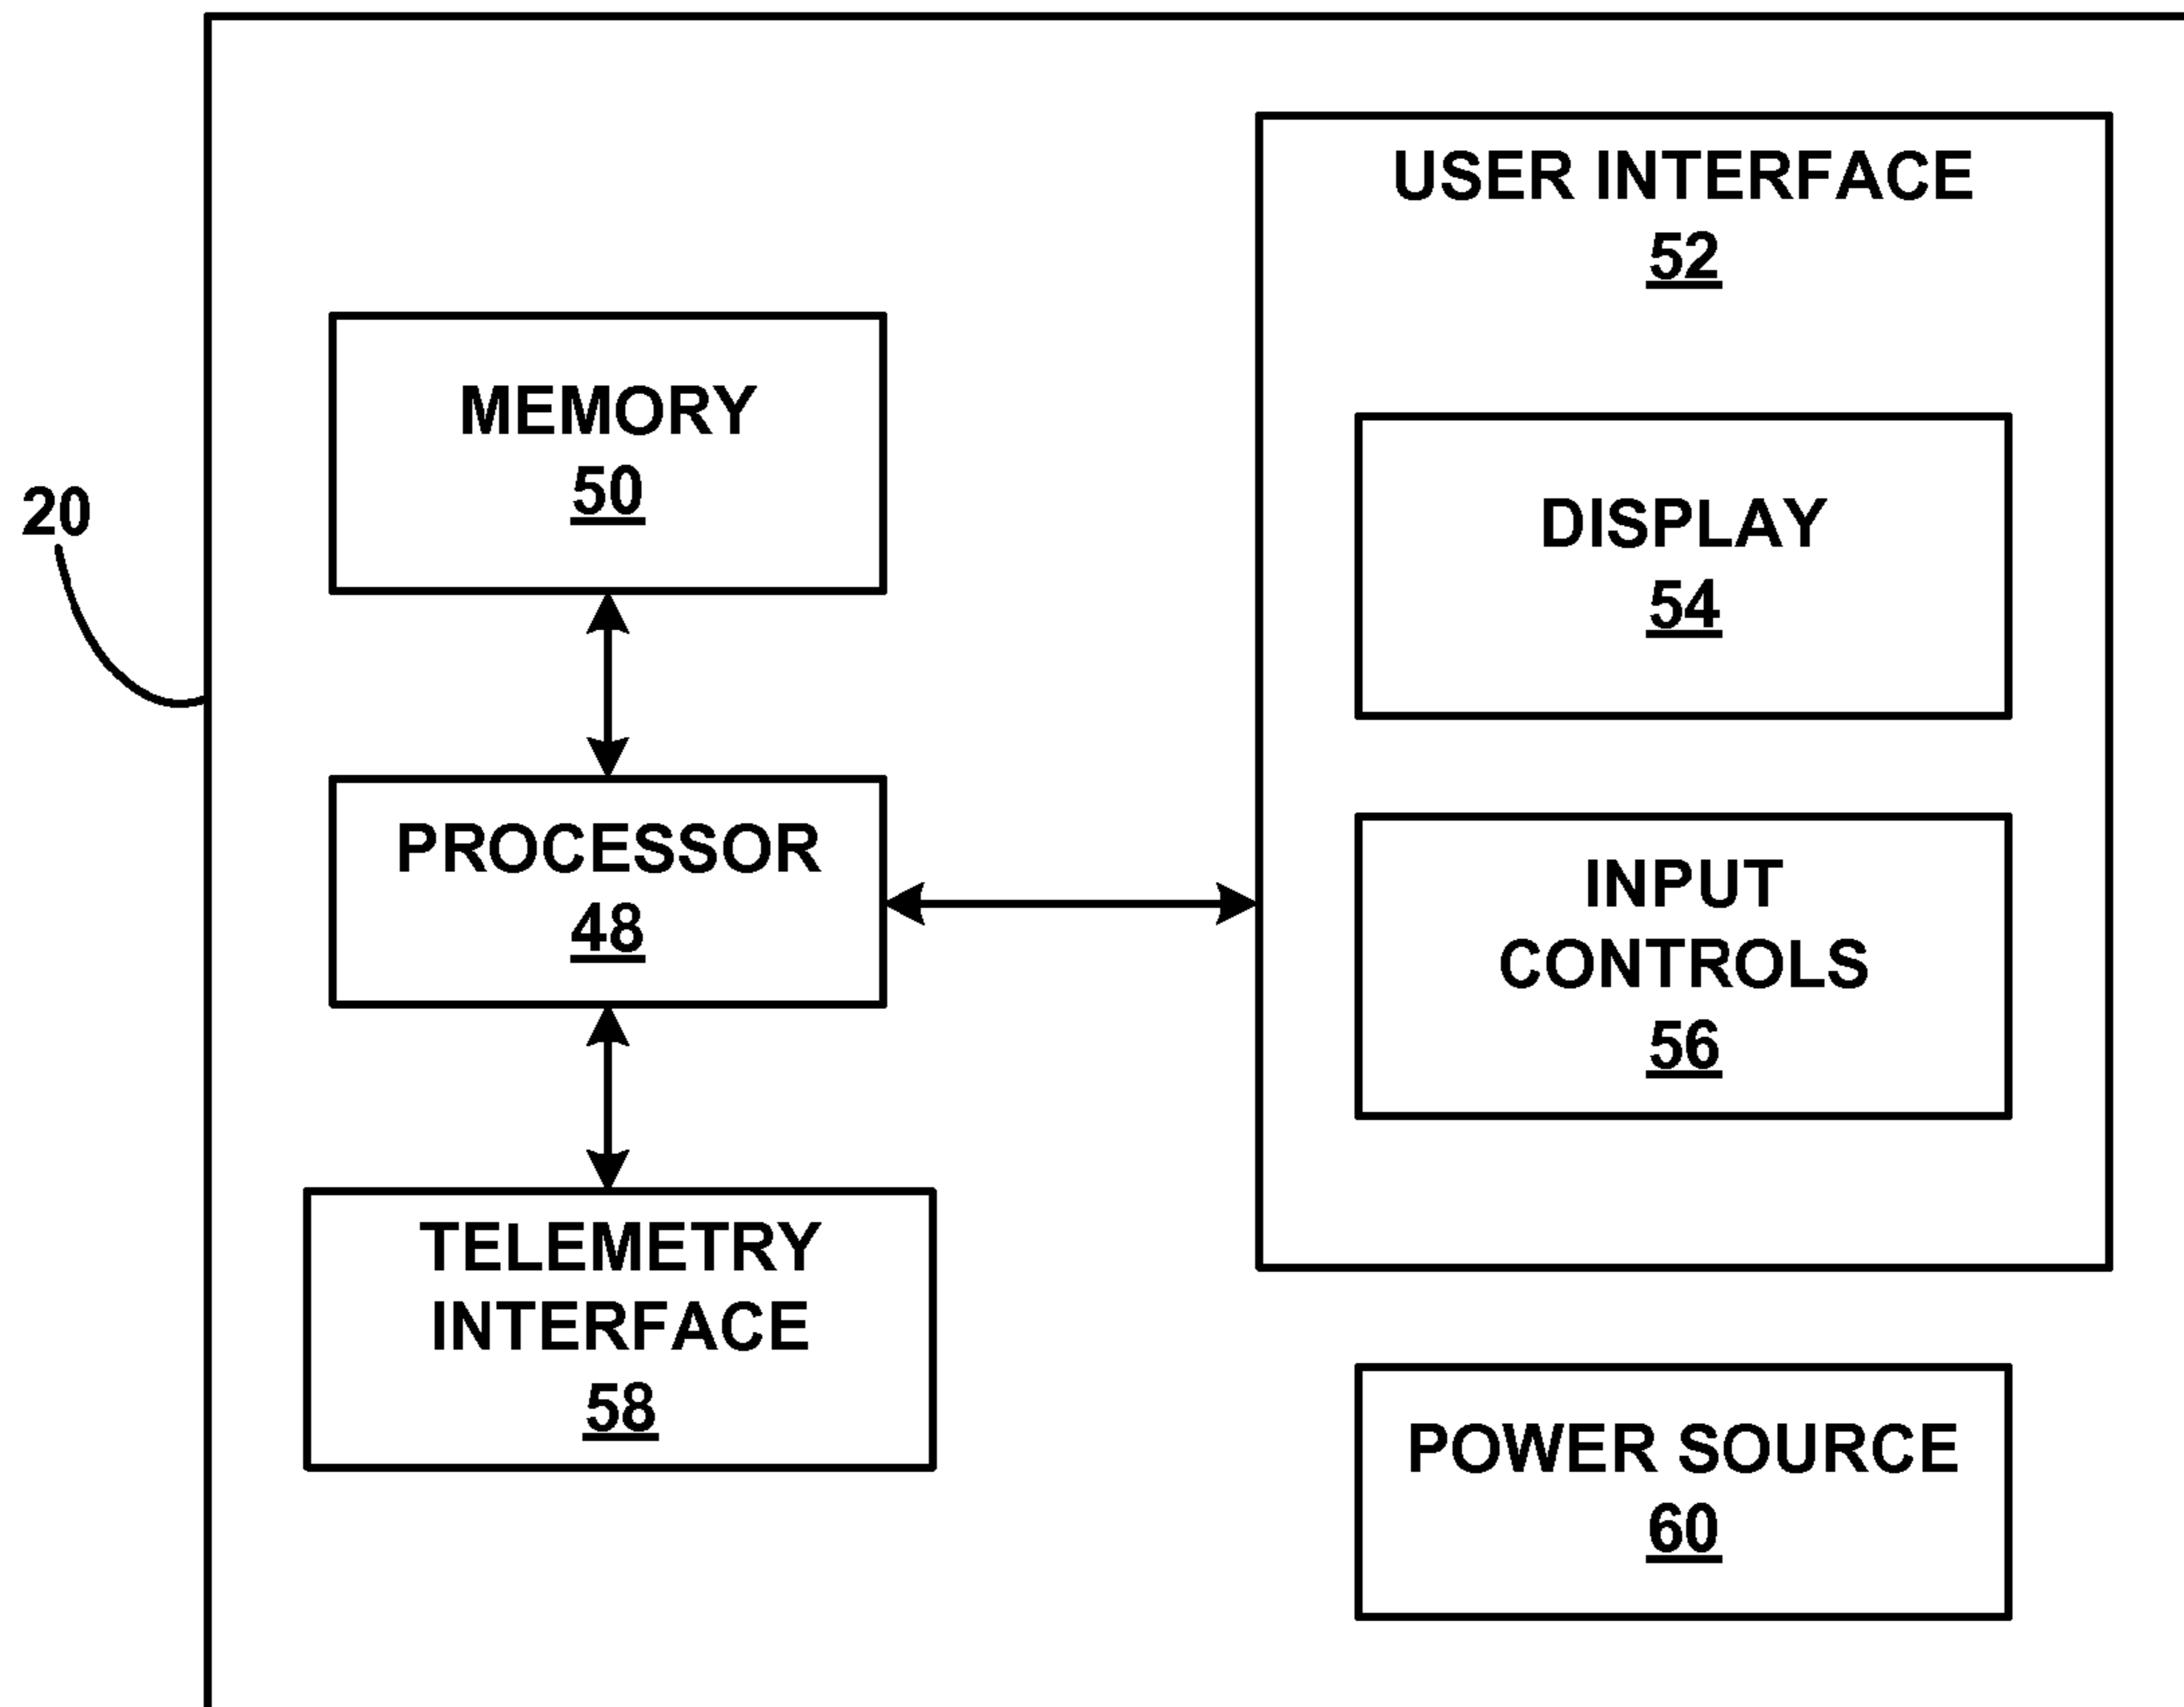 USER INTERFACE
52
MEMORY
50
DISPLAY
54
20
PROCESSOR
48
INPUT
CONTROLS
56
TELEMETRY
INTERFACE
58
POWER SOURCE
60